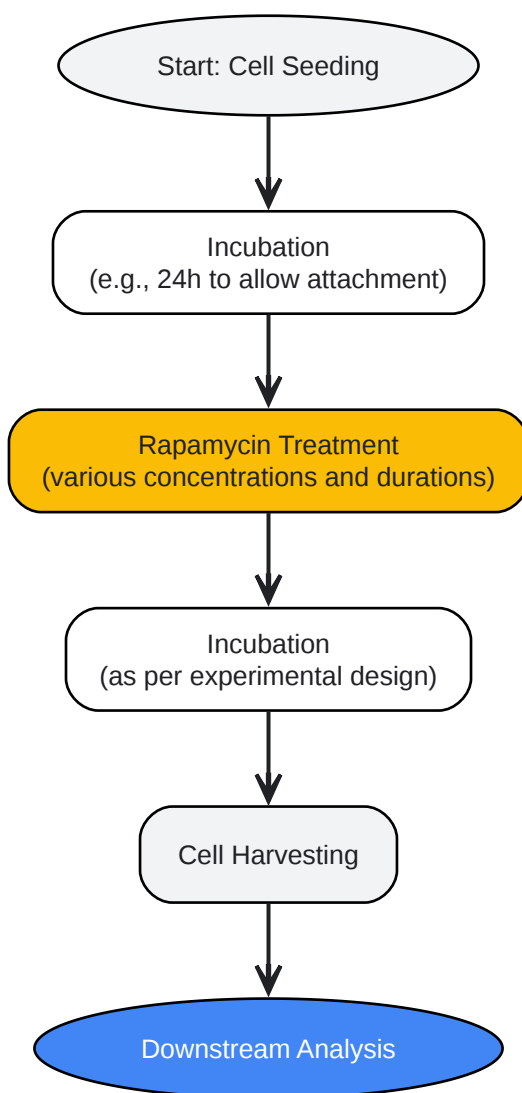 Start: Cell Seeding
Incubation
(e.g., 24h to allow attachment)
Rapamycin Treatment
(various concentrations and durations)
Incubation
(as per experimental design)
Cell Harvesting
Downstream Analysis